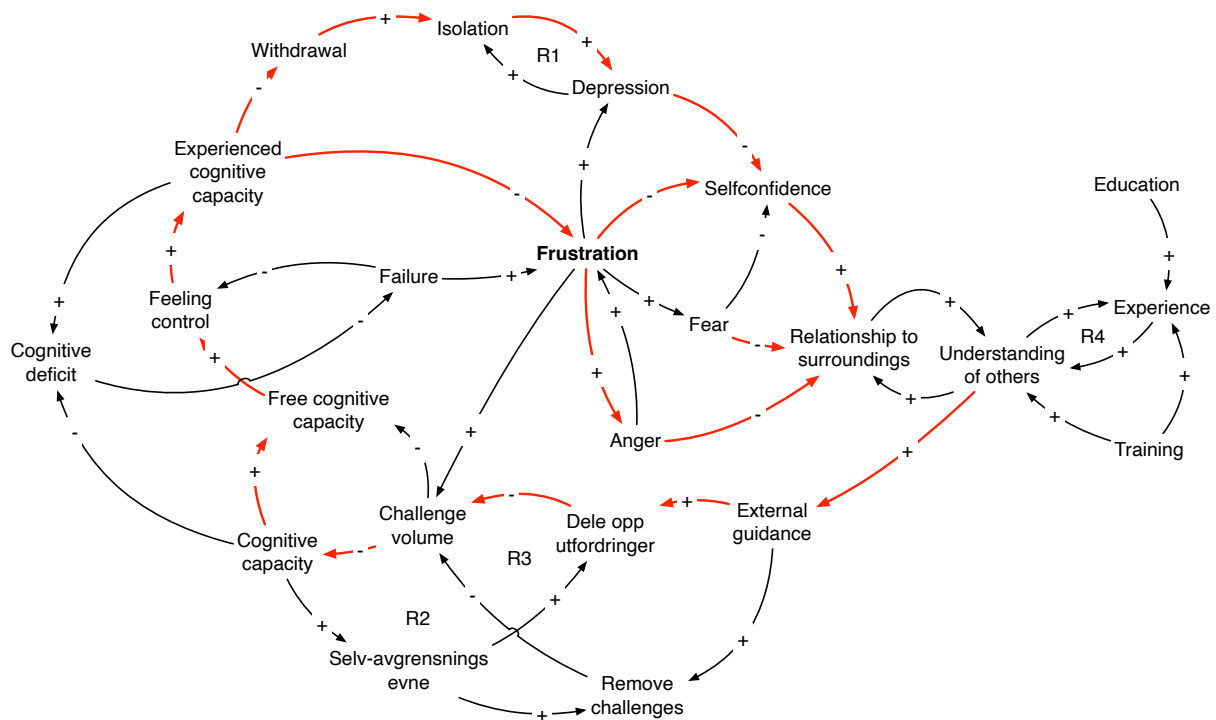 Withdrawal
+
Isolation
+
R1
Depression
+
-
-
Experienced
cognitive
capacity
+
-
-
Selfconfidence
-
-
+
Education
+
Frustration
Failure
+
-
+
Feeling
control
+
-
+
Fear
-
Relationship to
surroundings
+
+
Understanding
of others
+
Experience
R4
+
+
Cognitive
deficit
+
Free cognitive
capacity
+
+
Anger
-
+
+
Training
-
+
-
+
+
Challenge
volume
-
Dele opp
utfordringer
+
External
guidance
Cognitive
capacity
-
R3
+
-
R2
+
+
Selv-avgrensnings
evne
+
Remove
challenges